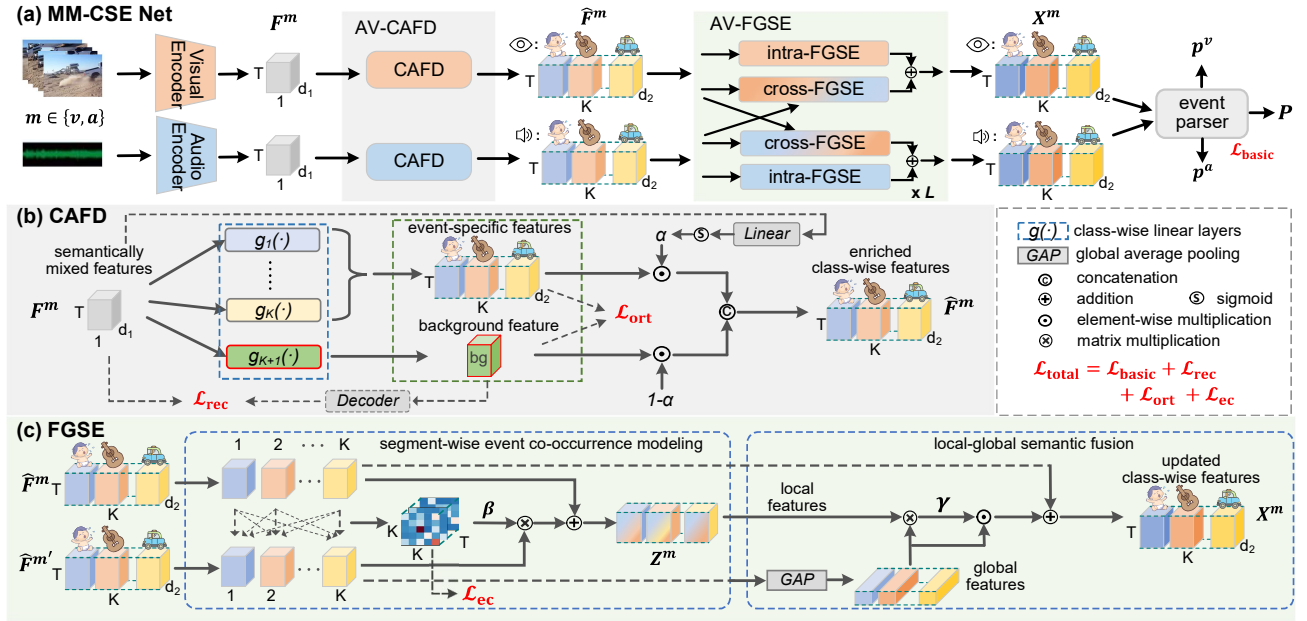 (a) MM-CSE Net
F^m
AV-CAFD
F̂^m
AV-FGSE
X^m
Visual Encoder
T
1
d₁
CAFD
T
K
d₂
intra-FGSE
cross-FGSE
T
K
d₂
p^v
m ∈ {v, a}
event parser
P
L_basic
p^a
Audio Encoder
T
1
d₁
CAFD
T
K
d₂
cross-FGSE
intra-FGSE
x L
T
K
d₂
(b) CAFD
semantically mixed features
F^m
T
1
d₁
g₁(·)
g_K(·)
g_{K+1}(·)
event-specific features
T
K
d₂
background feature
bg
L_rec
Decoder
L_ort
α
S
Linear
C
1-α
enriched class-wise features
T
K
d₂
F̂^m
g(·) class-wise linear layers
GAP global average pooling
C concatenation
addition
S sigmoid
element-wise multiplication
matrix multiplication
L_total = L_basic + L_rec
+ L_ort + L_ec
(c) FGSE
1 2 ···· K
segment-wise event co-occurrence modeling
local-global semantic fusion
F̂^m
T
K
d₂
F̂^m′
T
K
d₂
K
K
T
β
Z^m
1 2 K
L_ec
local features
γ
GAP
global features
updated class-wise features
T
K
d₂
X^m